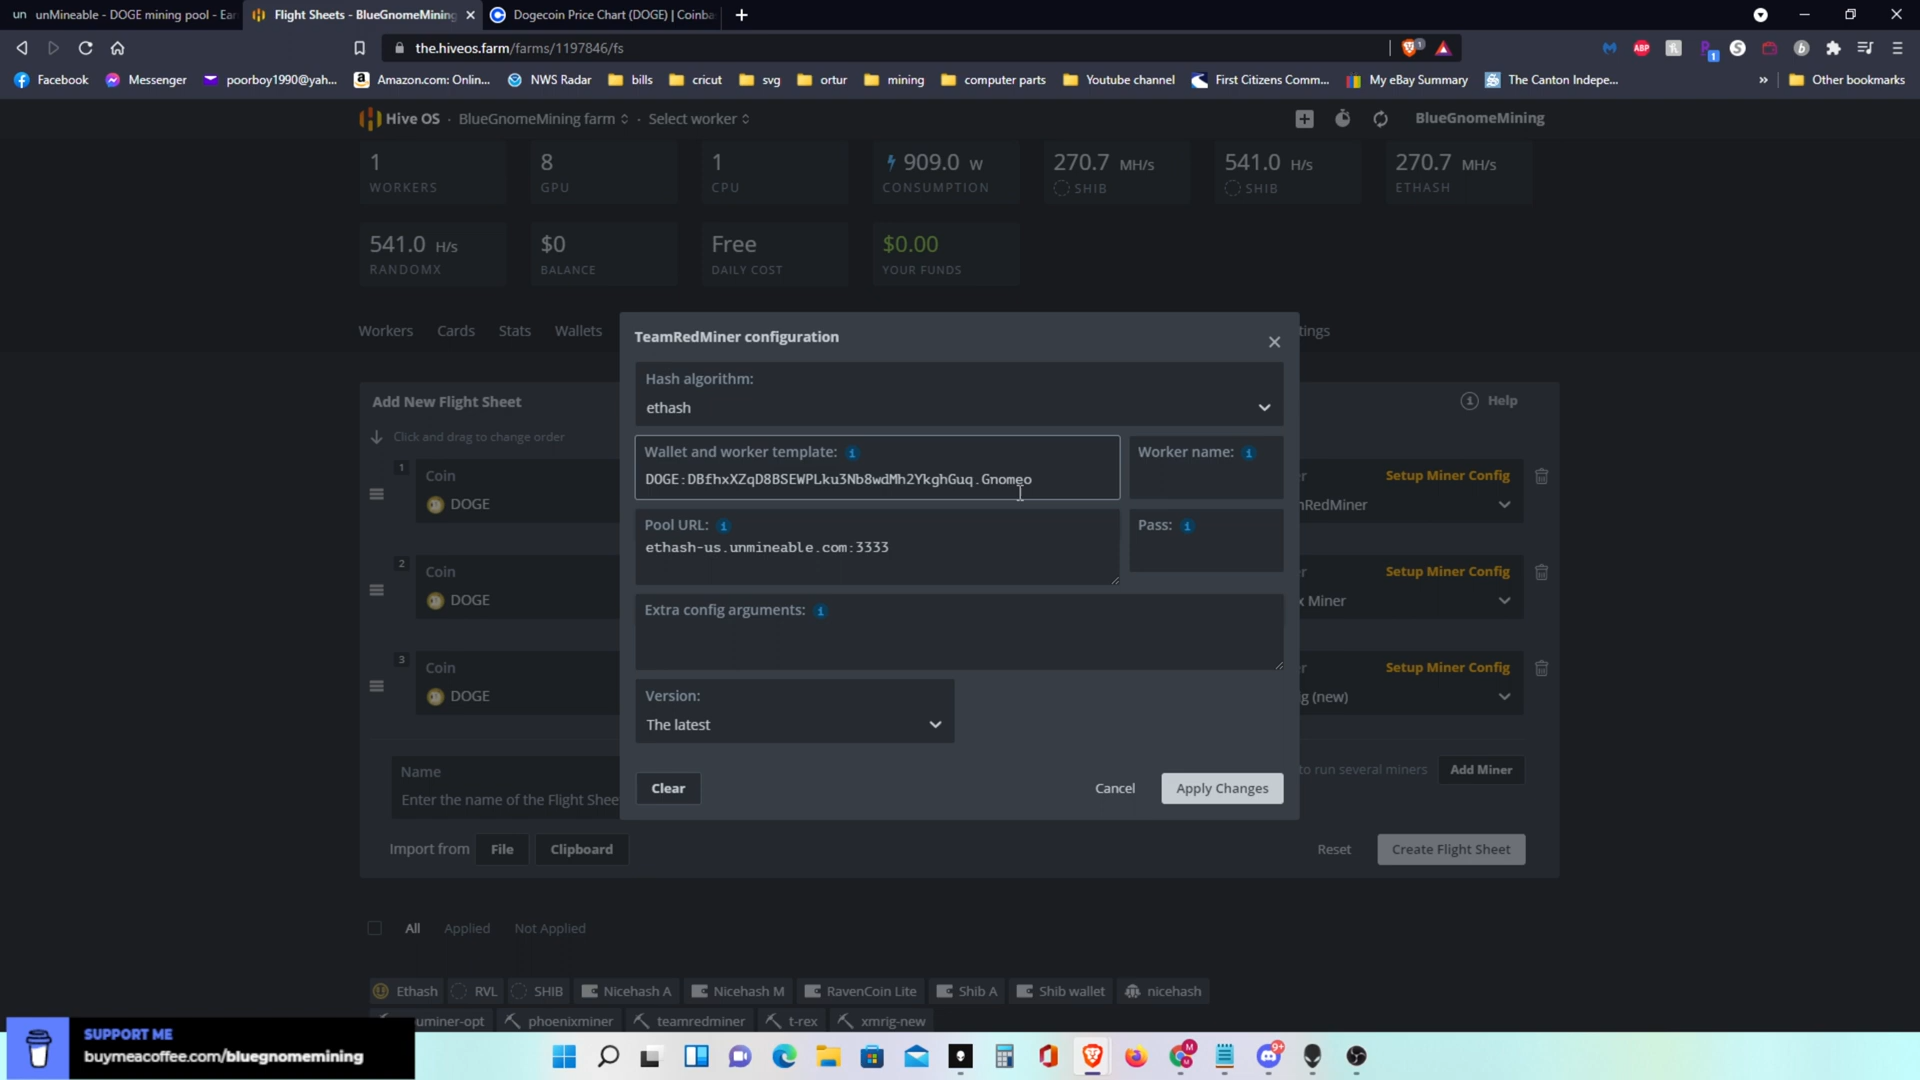 un unMineable - DOGE mining pool - Ear
Flight Sheets - BlueGnomeMining
Dogecoin Price Chart (DOGE) | Coinba
the.hiveos.farm/farms/1197846/fs
Facebook Messenger poorboy1990@yah... Amazon.com: Onlin... NWS Radar bills cricut svg ortur mining computer parts Youtube channel First Citizens Comm... My eBay Summary The Canton Indepe... » Other bookmarks
Hive OS · BlueGnomeMining farm · Select worker BlueGnomeMining
1 8 1 909.0 W 270.7 MH/s 541.0 H/s 270.7 MH/s
WORKERS GPU CPU CONSUMPTION SHIB SHIB ETHASH
541.0 H/s $0 Free $0.00
RANDOMX BALANCE DAILY COST YOUR FUNDS
Workers Cards Stats Wallets tings
TeamRedMiner configuration
Hash algorithm:
ethash
Add New Flight Sheet
Help
Click and drag to change order
Wallet and worker template:
DOGE:DBfhxXZqD8BSEWPLku3Nb8wdMh2YkghGuq.Gnomeo
Worker name:
1 Coin
DOGE
r Setup Miner Config
nRedMiner
Pool URL:
ethash-us.unmineable.com:3333
Pass:
2 Coin
DOGE
r Setup Miner Config
x Miner
Extra config arguments:
3 Coin
DOGE
r Setup Miner Config
g (new)
Version:
The latest
Clear Cancel Apply Changes
Name
Enter the name of the Flight Shee
to run several miners Add Miner
Import from File Clipboard Reset Create Flight Sheet
All Applied Not Applied
Ethash RVL SHIB Nicehash A Nicehash M RavenCoin Lite Shib A Shib wallet nicehash
uminer-opt phoenixminer teamredminer t-rex xmrig-new
SUPPORT ME
buymeacoffee.com/bluegnomemining